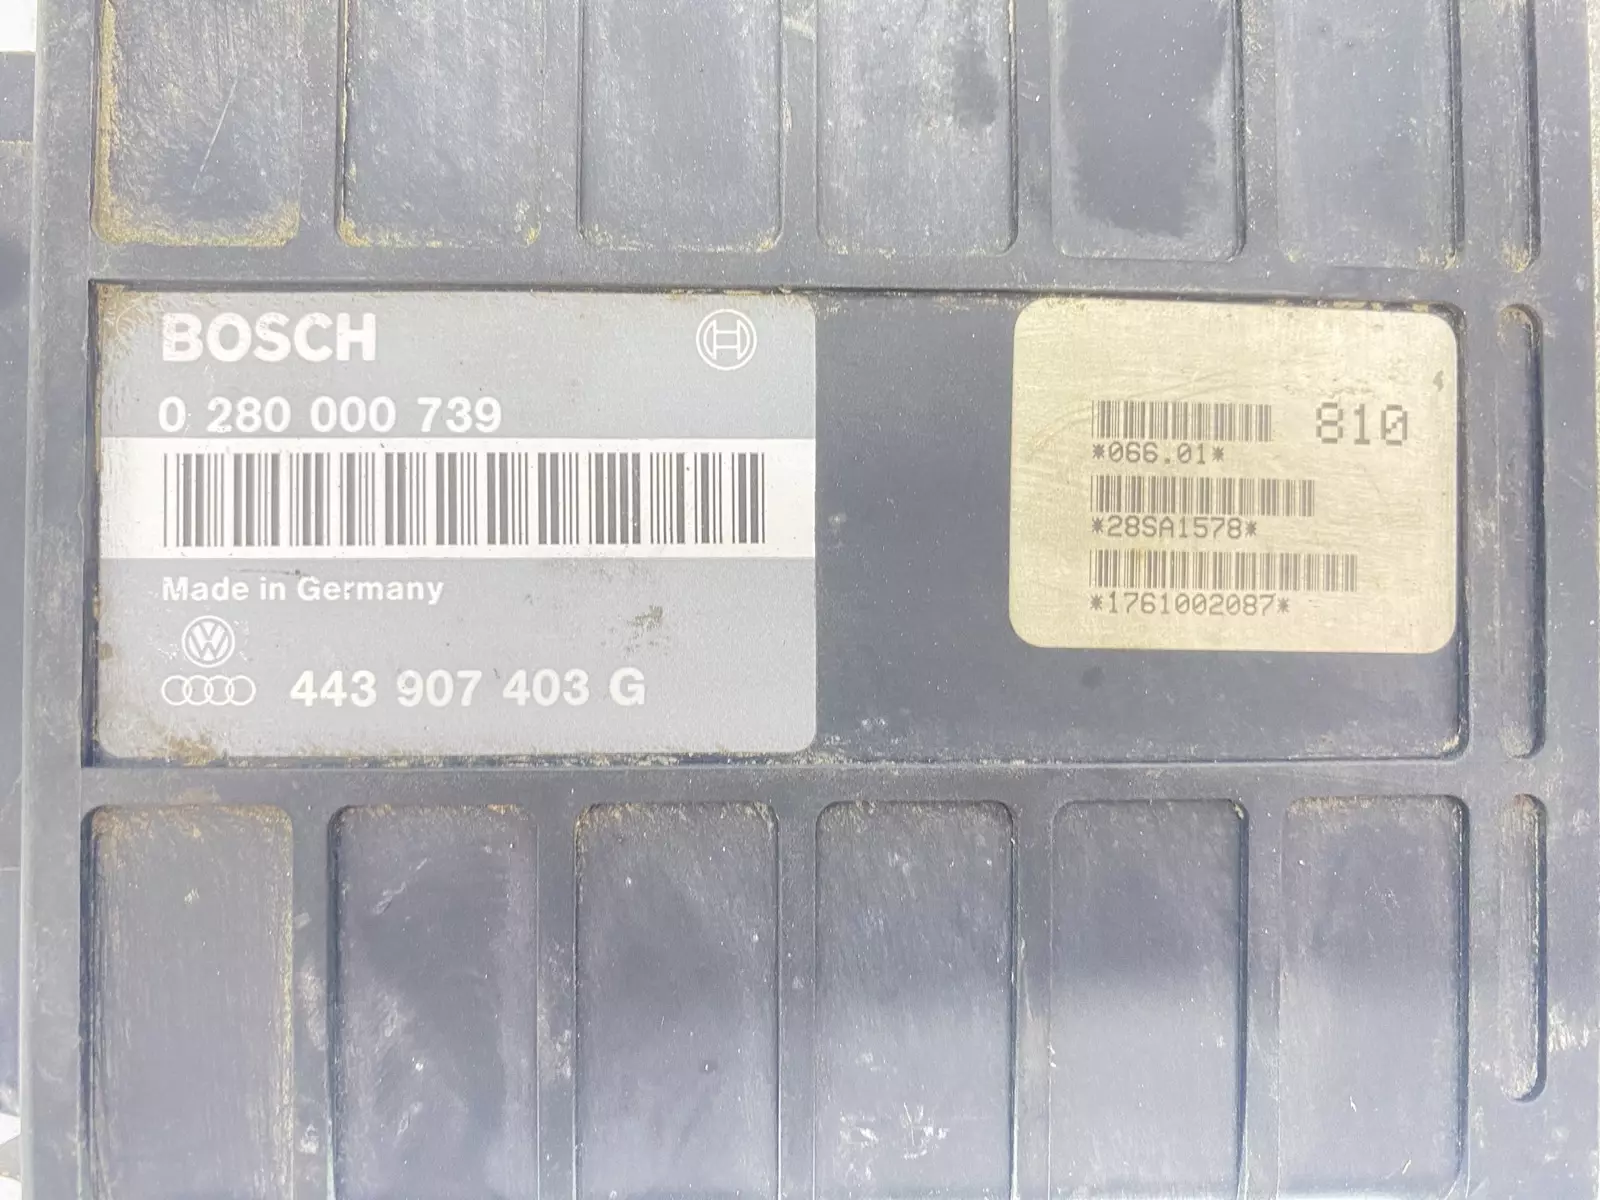 BOSCH
0 280 000 739
Made in Germany
443 907 403 G
810
*066.01*
*28SA1578*
*1761002087*